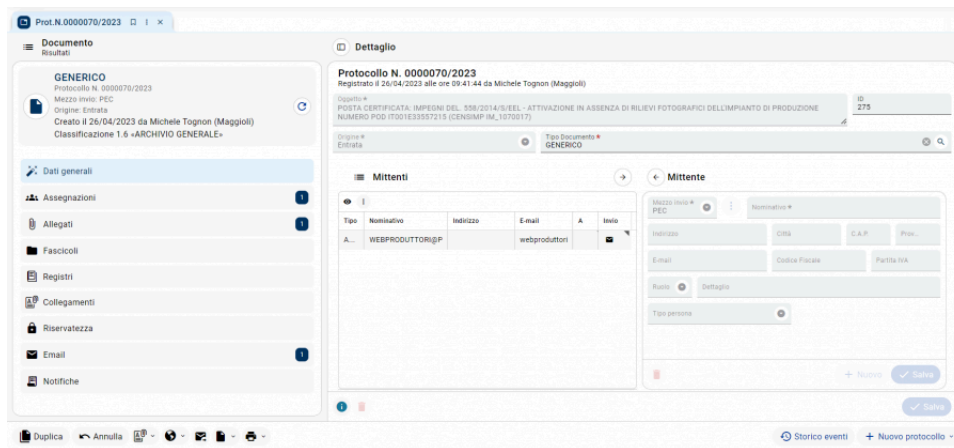 Prot.N.0000070/2023
Documento
Risultati
Dettaglio
GENERICO
Protocollo N. 0000070/2023
Mezzo invio: PEC
Origine: Entrata
Creato il 26/04/2023 da Michele Tognon (Maggioli)
Classificazione 1.6 «ARCHIVIO GENERALE»
Dati generali
Assegnazioni 1
Allegati 1
Fascicoli
Registri
Collegamenti
Riservatezza
Email 1
Notifiche
Protocollo N. 0000070/2023
Registrato il 26/04/2023 alle ore 09:41:44 da Michele Tognon (Maggioli)
Oggetto *
POSTA CERTIFICATA: IMPEGNI DEL. 558/2014/S/EEL - ATTIVAZIONE IN ASSENZA DI RILIEVI FOTOGRAFICI DELL'IMPIANTO DI PRODUZIONE
NUMERO POD IT001E33557215 (CENSIMP IM_1070017)
ID
275
Origine *
Entrata
Tipo Documento *
GENERICO
Mittenti
Tipo Nominativo Indirizzo E-mail A Invio
A... WEBPRODUTTORI@P webproduttori
Mittente
Mezzo invio *
PEC
Nominativo *
Indirizzo Città C.A.P. Prov...
E-mail Codice Fiscale Partita IVA
Ruolo Dettaglio
Tipo persona
+ Nuovo Salva
Salva
Duplica Annulla
Storico eventi + Nuovo protocollo